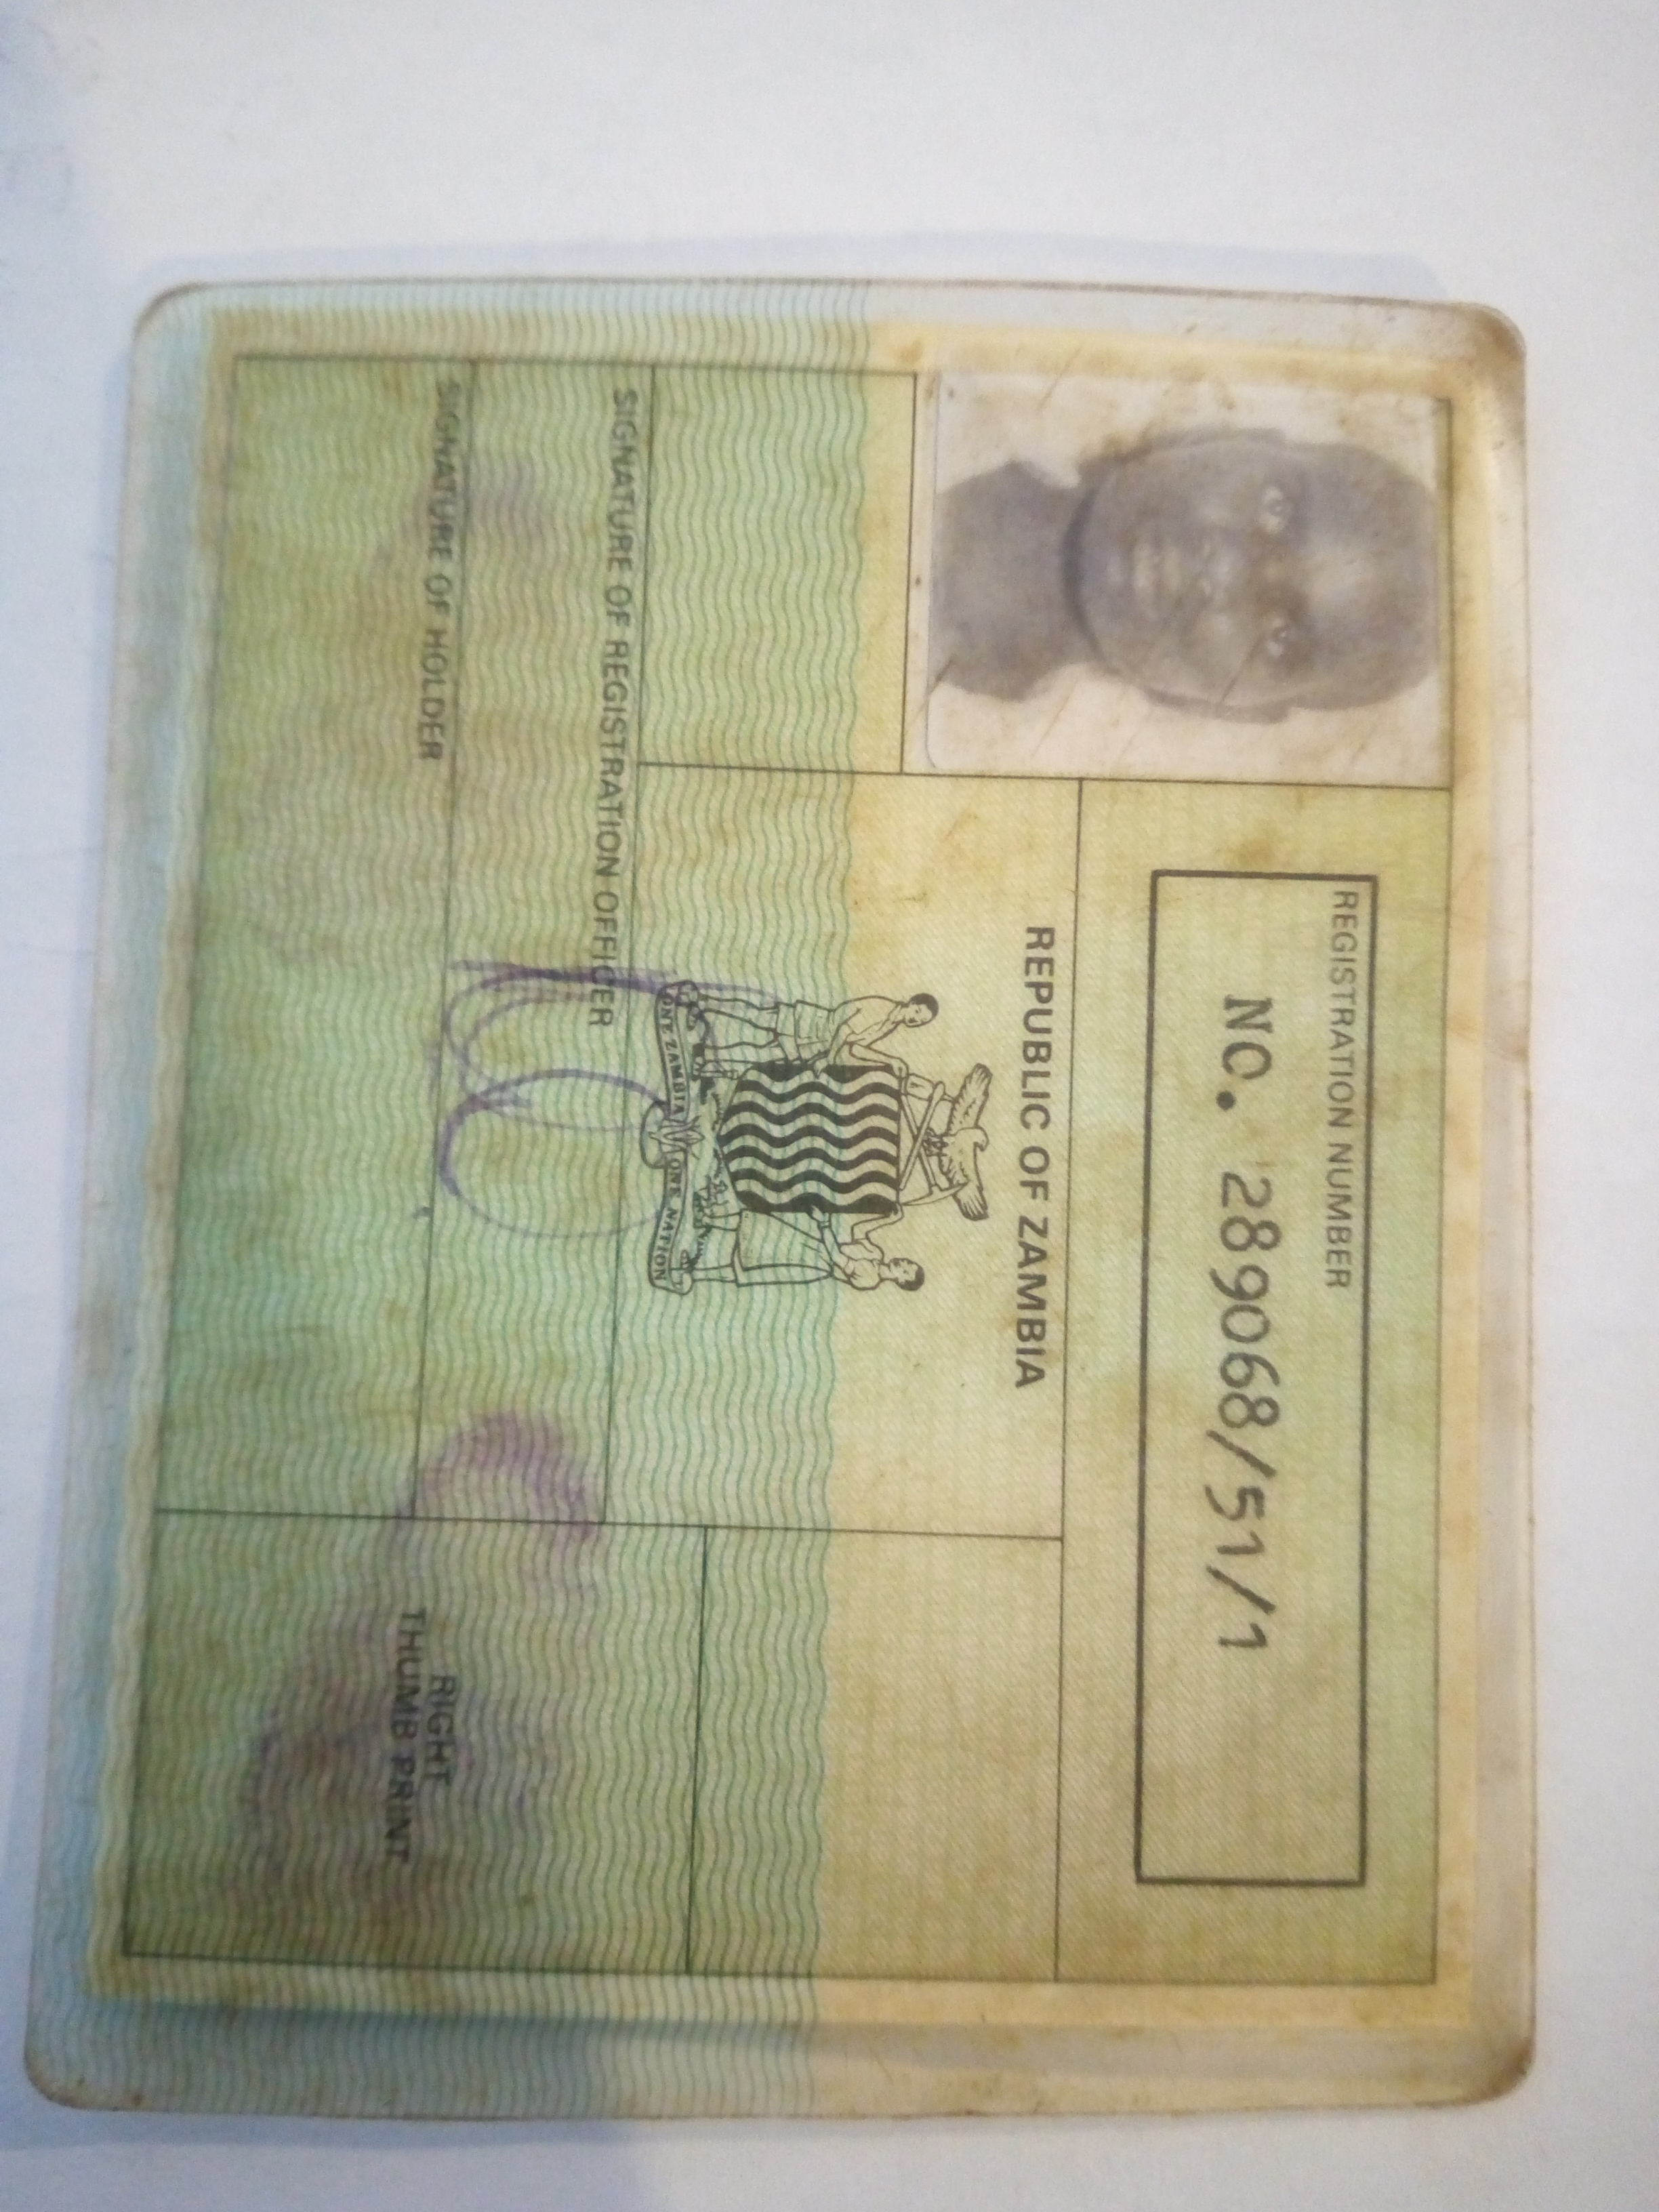 REGISTRATION NUMBER
NO. 289068/51/1
REPUBLIC OF ZAMBIA
ONE ZAMBIA ONE NATION
SIGNATURE OF REGISTRATION OFFICER
SIGNATURE OF HOLDER
RIGHT
THUMB PRINT